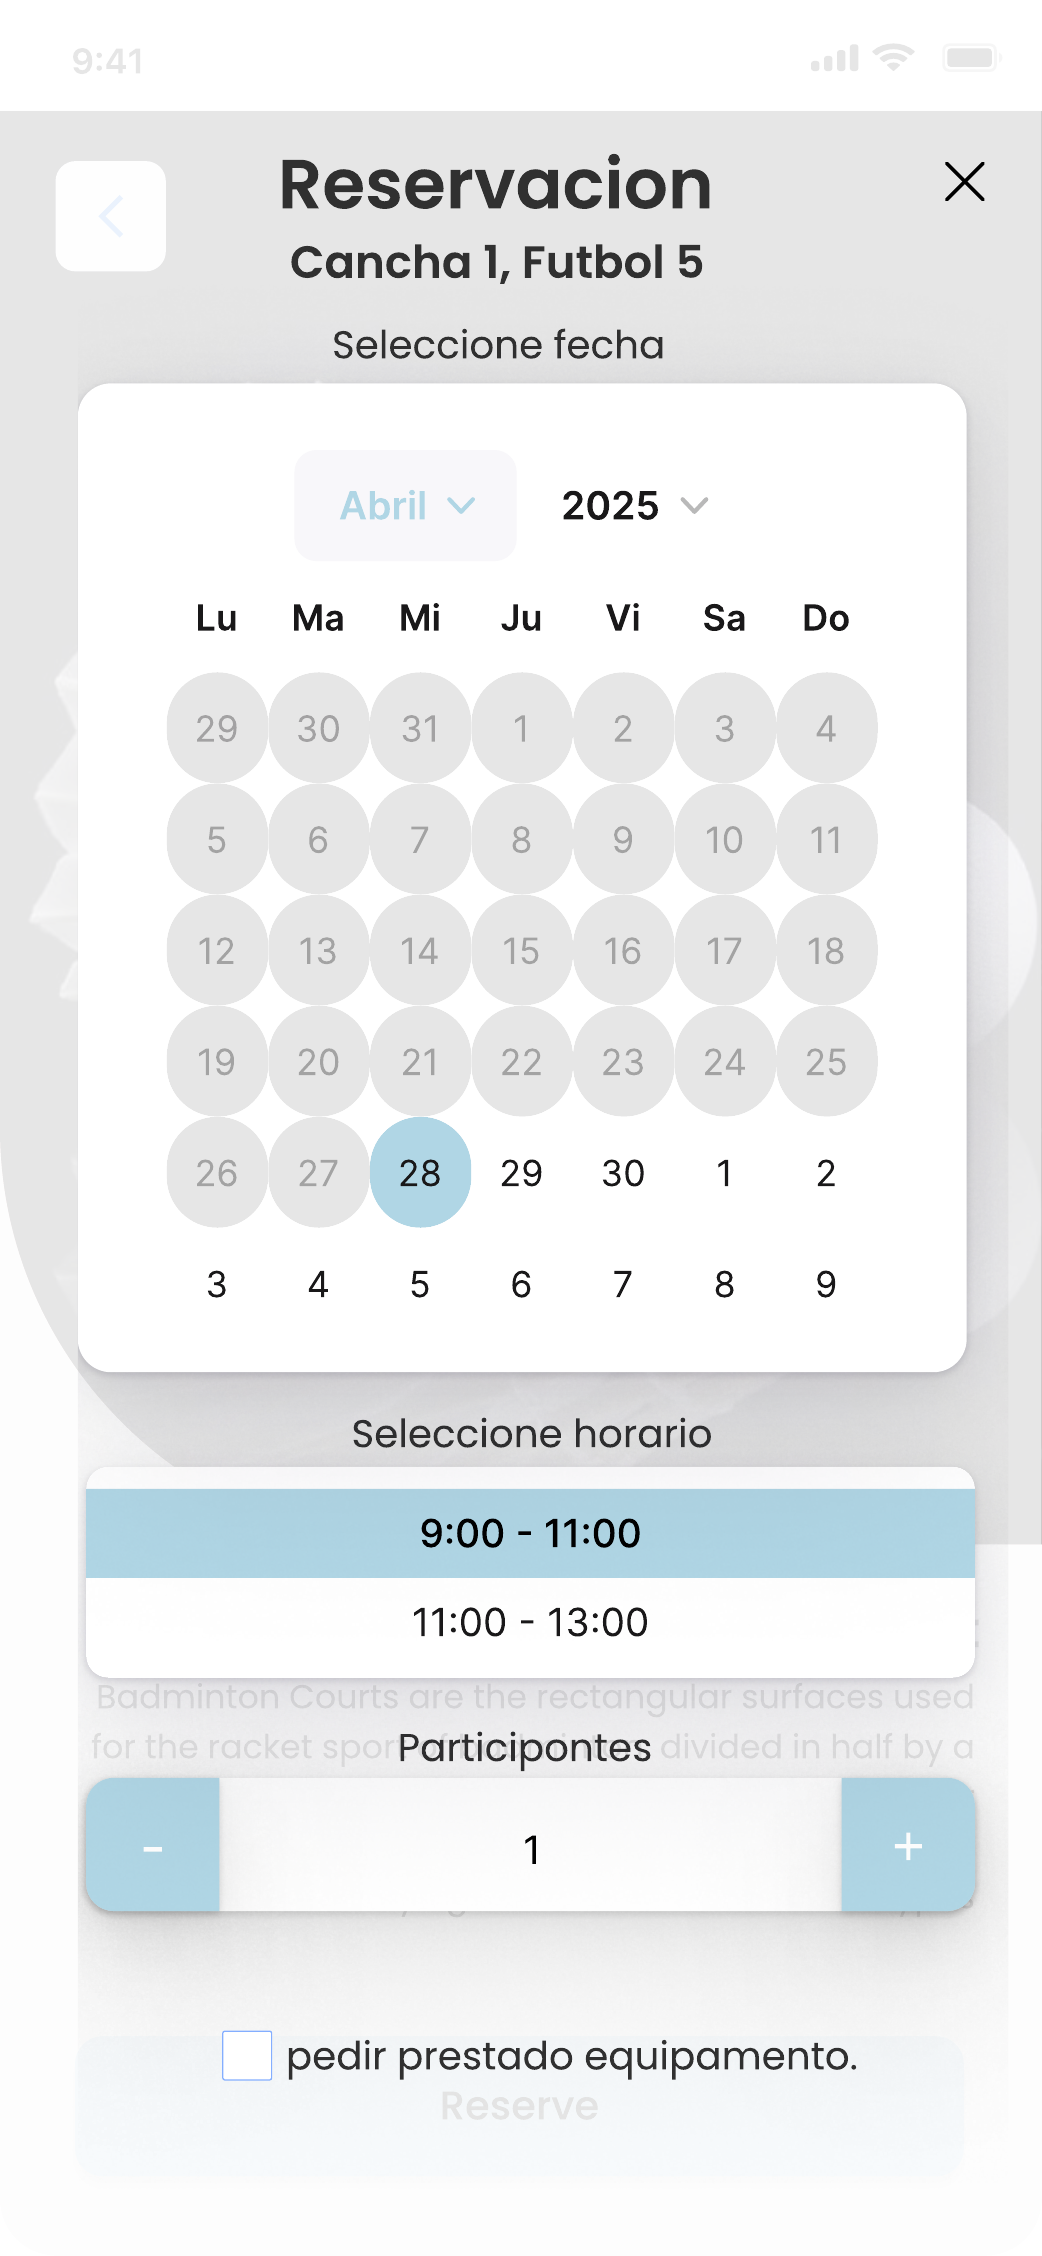 9:41
Reservacion
Cancha 1, Futbol 5
Seleccione fecha
Abril 2025
Lu Ma Mi Ju Vi Sa Do
29 30 31 1 2 3 4
5 6 7 8 9 10 11
12 13 14 15 16 17 18
19 20 21 22 23 24 25
26 27 28 29 30 1 2
3 4 5 6 7 8 9
Seleccione horario
9:00 - 11:00
11:00 - 13:00
Badminton Courts are the rectangular surfaces used
for the racket sport of badminton, divided in half by a
Participontes
- 1 +
pedir prestado equipamento.
Reserve